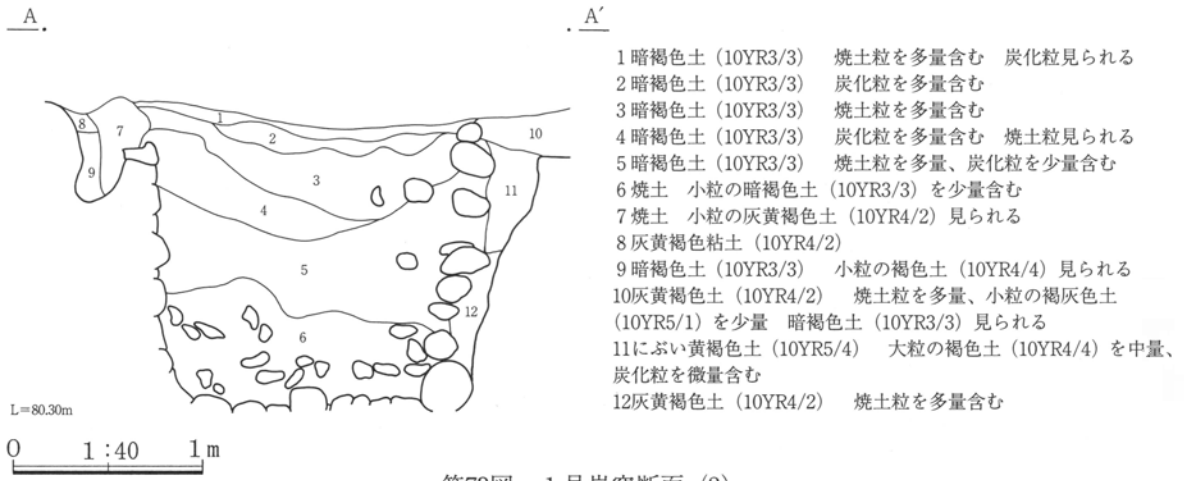 A
A′
1 暗褐色土（10YR3/3）　焼土粒を多量含む　炭化粒見られる
2 暗褐色土（10YR3/3）　炭化粒を多量含む
3 暗褐色土（10YR3/3）　焼土粒を多量含む
4 暗褐色土（10YR3/3）　炭化粒を多量含む　焼土粒見られる
5 暗褐色土（10YR3/3）　焼土粒を多量、炭化粒を少量含む
6 焼土　小粒の暗褐色土（10YR3/3）を少量含む
7 焼土　小粒の灰黄褐色土（10YR4/2）見られる
8 灰黄褐色粘土（10YR4/2）
9 暗褐色土（10YR3/3）　小粒の褐色土（10YR4/4）見られる
10灰黄褐色土（10YR4/2）　焼土粒を多量、小粒の褐灰色土
（10YR5/1）を少量　暗褐色土（10YR3/3）見られる
11にぶい黄褐色土（10YR5/4）　大粒の褐色土（10YR4/4）を中量、
炭化粒を微量含む
12灰黄褐色土（10YR4/2）　焼土粒を多量含む
1
2
3
4
5
6
7
8
9
10
11
12
L=80.30m
0　1:40　1m